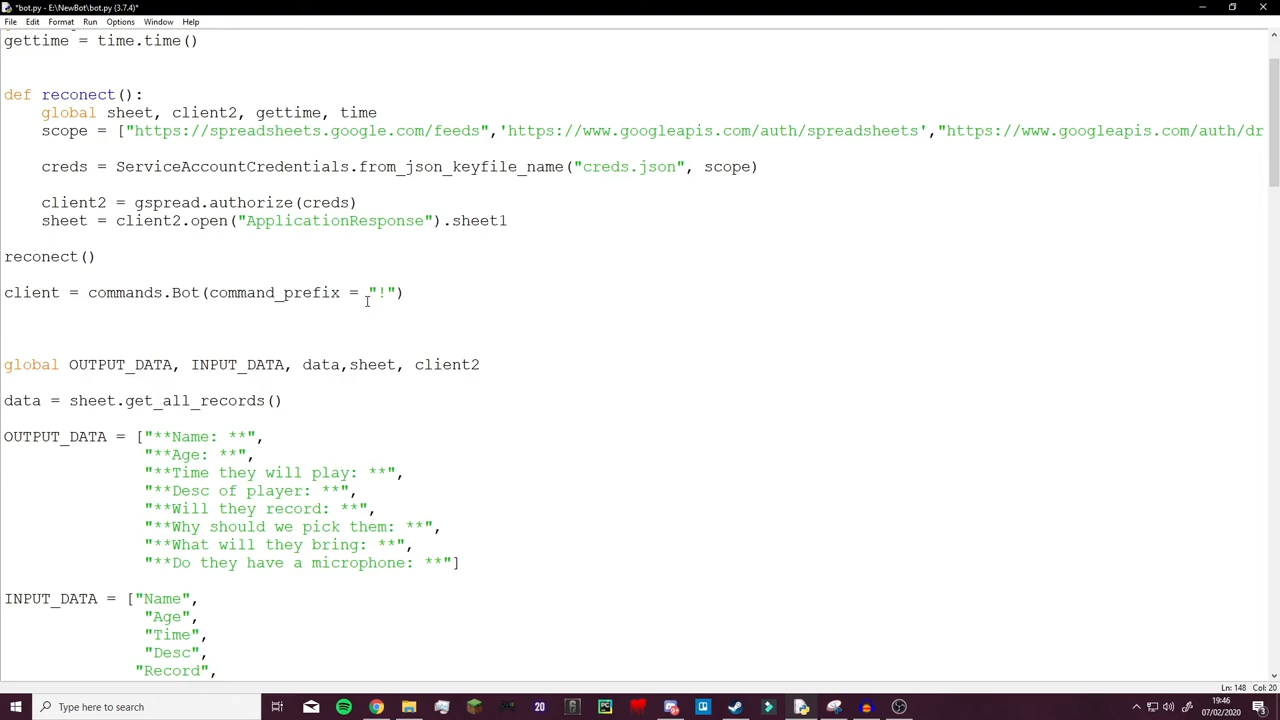 *bot.py - E:\NewBot\bot.py (3.7.4)*
File Edit Format Run Options Window Help
gettime = time.time()
def reconect():
global sheet, client2, gettime, time
scope = ["https://spreadsheets.google.com/feeds",'https://www.googleapis.com/auth/spreadsheets',"https://www.googleapis.com/auth/dr
creds = ServiceAccountCredentials.from_json_keyfile_name("creds.json", scope)
client2 = gspread.authorize(creds)
sheet = client2.open("ApplicationResponse").sheet1
reconect()
client = commands.Bot(command_prefix = "!")
global OUTPUT_DATA, INPUT_DATA, data,sheet, client2
data = sheet.get_all_records()
OUTPUT_DATA = ["**Name: **",
"**Age: **",
"**Time they will play: **",
"**Desc of player: **",
"**Will they record: **",
"**Why should we pick them: **",
"**What will they bring: **",
"**Do they have a microphone: **"]
INPUT_DATA = ["Name",
"Age",
"Time",
"Desc",
"Record",
Ln: 148 Col: 20
Type here to search
20
PC
19:46
07/02/2020